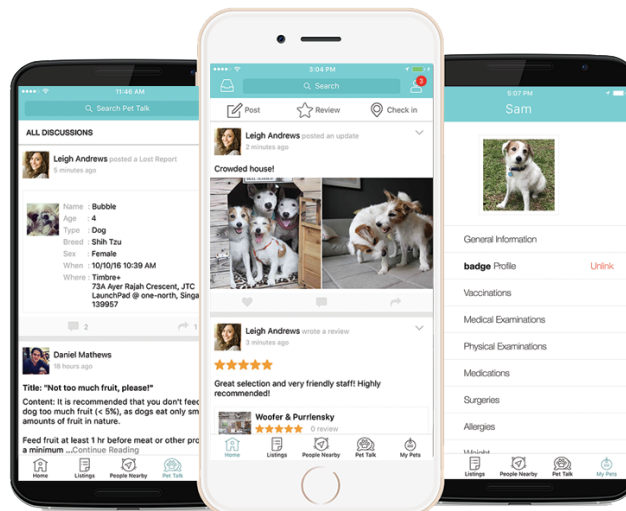 11:46 AM
Search Pet Talk
ALL DISCUSSIONS
Leigh Andrews posted a Lost Report
5 minutes ago
Name : Bubble
Age : 4
Type : Dog
Breed : Shih Tzu
Sex : Female
When : 10/10/16 10:39 AM
Where : Timbre+
73A Ayer Rajah Crescent, JTC
LaunchPad @ one-north, Singa
139957
2
1
Daniel Mathews
18 hours ago
Title: "Not too much fruit, please!"
Content: It is recommended that you don't feed
dog too much fruit (< 5%), as dogs eat only sm
amounts of fruit in nature.
Feed fruit at least 1 hr before meat or other pro
a minimum ...Continue Reading
Home
Listings
People Nearby
Pet Talk
3:04 PM
Search
3
Post
Review
Check in
Leigh Andrews posted an update
2 minutes ago
Crowded house!
Leigh Andrews wrote a review
3 minutes ago
Great selection and very friendly staff! Highly
recommended!
Woofer & Purrlensky
0 review
Home
Listings
People Nearby
Pet Talk
My Pets
5:07 PM
Sam
General Information
badge Profile
Unlink
Vaccinations
Medical Examinations
Physical Examinations
Medications
Surgeries
Allergies
Weight
Listings
People Nearby
Pet Talk
My Pets